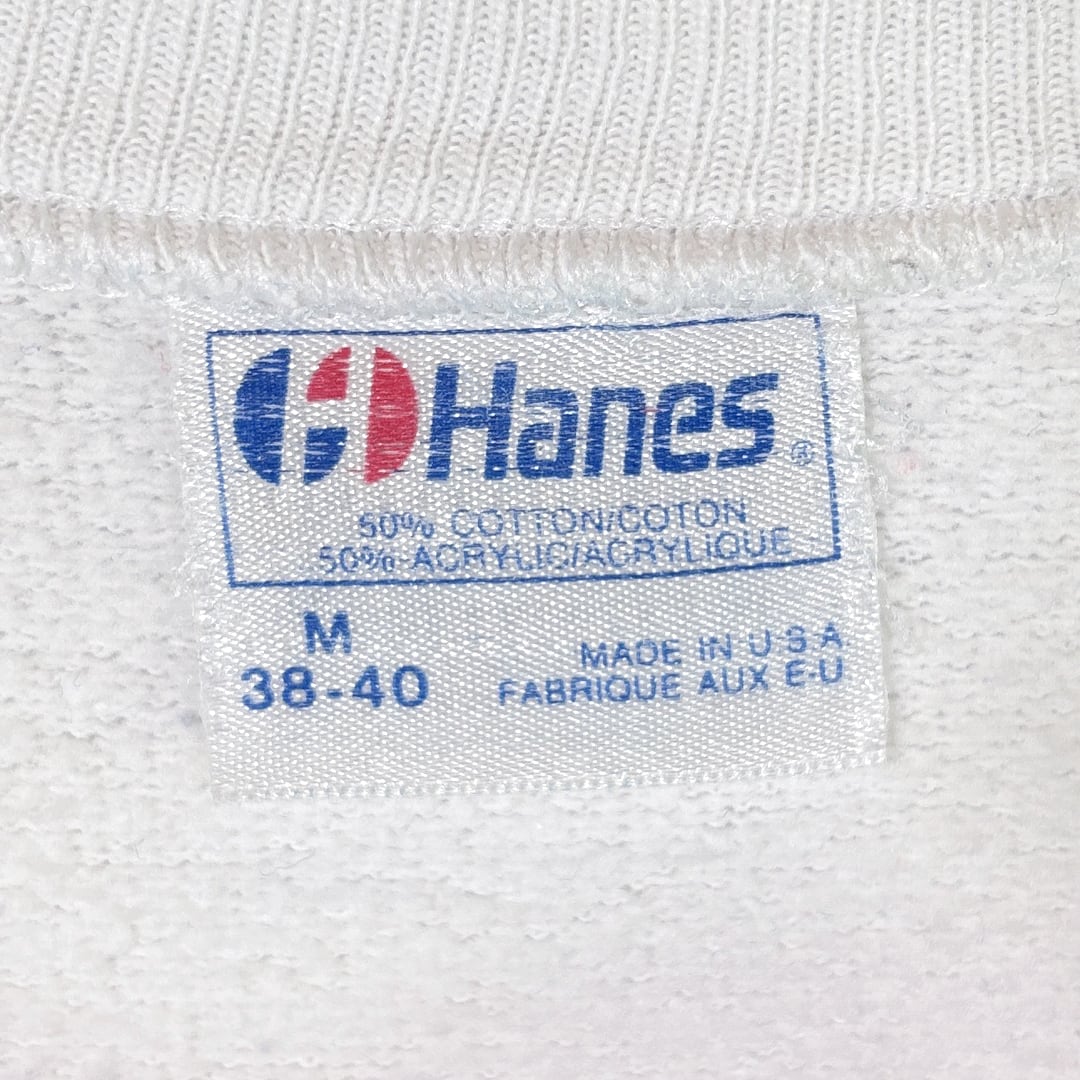 Hanes®
50% COTTON/COTON
50% ACRYLIC/ACRYLIQUE
M
38-40
MADE IN U S A
FABRIQUE AUX E-U